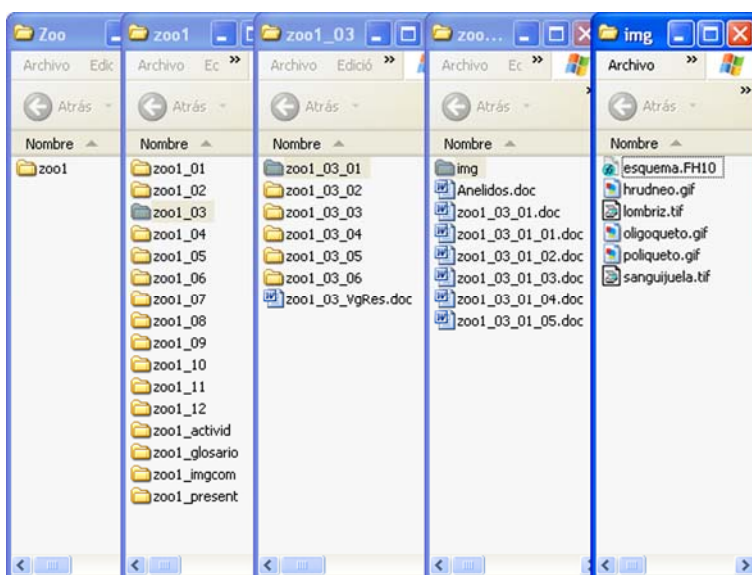 Zoo
Archivo Edic
Atrás
Nombre
zoo1
zoo1
Archivo Ec »
Atrás
Nombre
zoo1_01
zoo1_02
zoo1_03
zoo1_04
zoo1_05
zoo1_06
zoo1_07
zoo1_08
zoo1_09
zoo1_10
zoo1_11
zoo1_12
zoo1_activid
zoo1_glosario
zoo1_imgcom
zoo1_present
zoo1_03
Archivo Edició »
Atrás
Nombre
zoo1_03_01
zoo1_03_02
zoo1_03_03
zoo1_03_04
zoo1_03_05
zoo1_03_06
zoo1_03_VgRes.doc
zoo...
Archivo Ec »
Atrás
Nombre
img
Anelidos.doc
zoo1_03_01.doc
zoo1_03_01_01.doc
zoo1_03_01_02.doc
zoo1_03_01_03.doc
zoo1_03_01_04.doc
zoo1_03_01_05.doc
img
Archivo »
Atrás »
Nombre
esquema.FH10
hrudneo.gif
lombriz.tif
oligoqueto.gif
poliqueto.gif
sanguijuela.tif